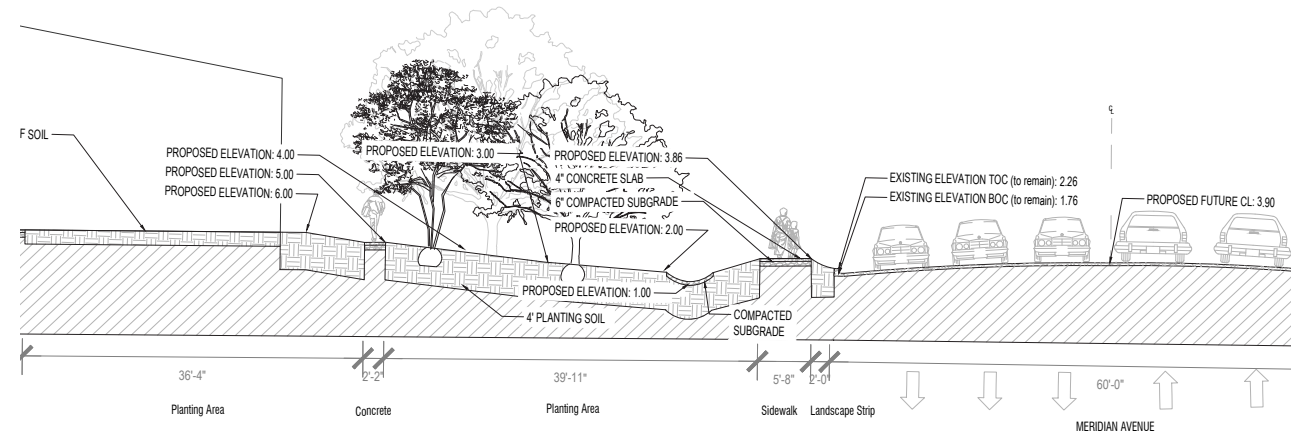 ℄
F SOIL
PROPOSED ELEVATION: 4.00
PROPOSED ELEVATION: 5.00
PROPOSED ELEVATION: 6.00
PROPOSED ELEVATION: 3.00
PROPOSED ELEVATION: 3.86
4" CONCRETE SLAB
6" COMPACTED SUBGRADE
PROPOSED ELEVATION: 2.00
EXISTING ELEVATION TOC (to remain): 2.26
EXISTING ELEVATION BOC (to remain): 1.76
PROPOSED FUTURE CL: 3.90
PROPOSED ELEVATION: 1.00
4' PLANTING SOIL
COMPACTED
SUBGRADE
36'-4"
2'-2"
39'-11"
5'-8"
2'-0"
60'-0"
Planting Area
Concrete
Planting Area
Sidewalk
Landscape Strip
MERIDIAN AVENUE